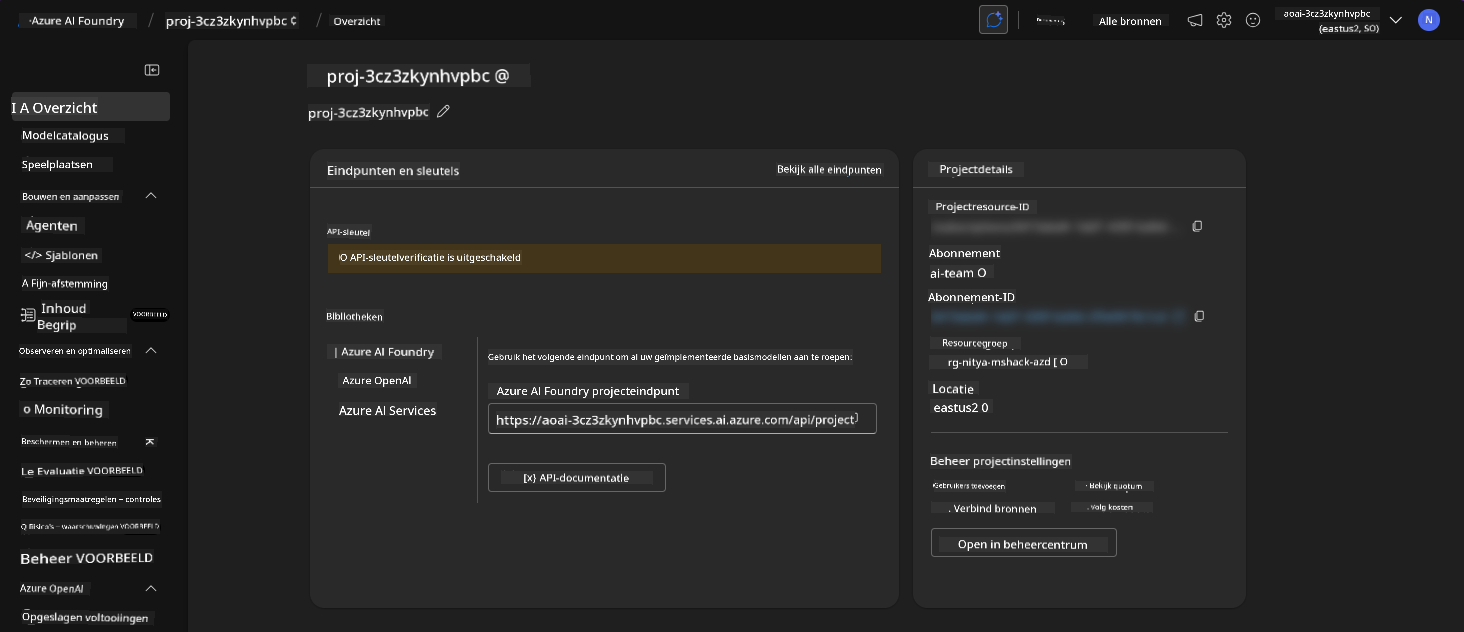 Azure AI Foundry / proj-3cz3zkynhvpbc / Overzicht
Alle bronnen
aoai-3cz3zkynhvpbc
(eastus2, SO)
N
I A Overzicht
Modelcatalogus
Speelplaatsen
Bouwen en aanpassen
Agenten
</> Sjablonen
A Fijn-afstemming
Inhoud
Begrip
VOORBEELD
Observeren en optimaliseren
Zo Traceren VOORBEELD
o Monitoring
Beschermen en beheren
Le Evaluatie VOORBEELD
Beveiligingsmaatregelen – controles
Q Risico's – waarschuwingen VOORBEELD
Beheer VOORBEELD
Azure OpenAI
Opgeslagen voltooiingen
proj-3cz3zkynhvpbc @
proj-3cz3zkynhvpbc
Eindpunten en sleutels
Bekijk alle eindpunten
API-sleutel
O API-sleutelverificatie is uitgeschakeld
Bibliotheken
| Azure AI Foundry
Azure OpenAI
Azure AI Services
Gebruik het volgende eindpunt om al uw geïmplementeerde basismodellen aan te roepen:
Azure AI Foundry projecteindpunt
https://aoai-3cz3zkynhvpbc.services.ai.azure.com/api/project
[x} API-documentatie
Projectdetails
Projectresource-ID
Abonnement
ai-team O
Abonnement-ID
Resourcegroep
rg-nitya-mshack-azd [ O
Locatie
eastus2 0
Beheer projectinstellingen
Gebruikers toevoegen
· Bekijk quotum
. Verbind bronnen
. Volg kosten
Open in beheercentrum